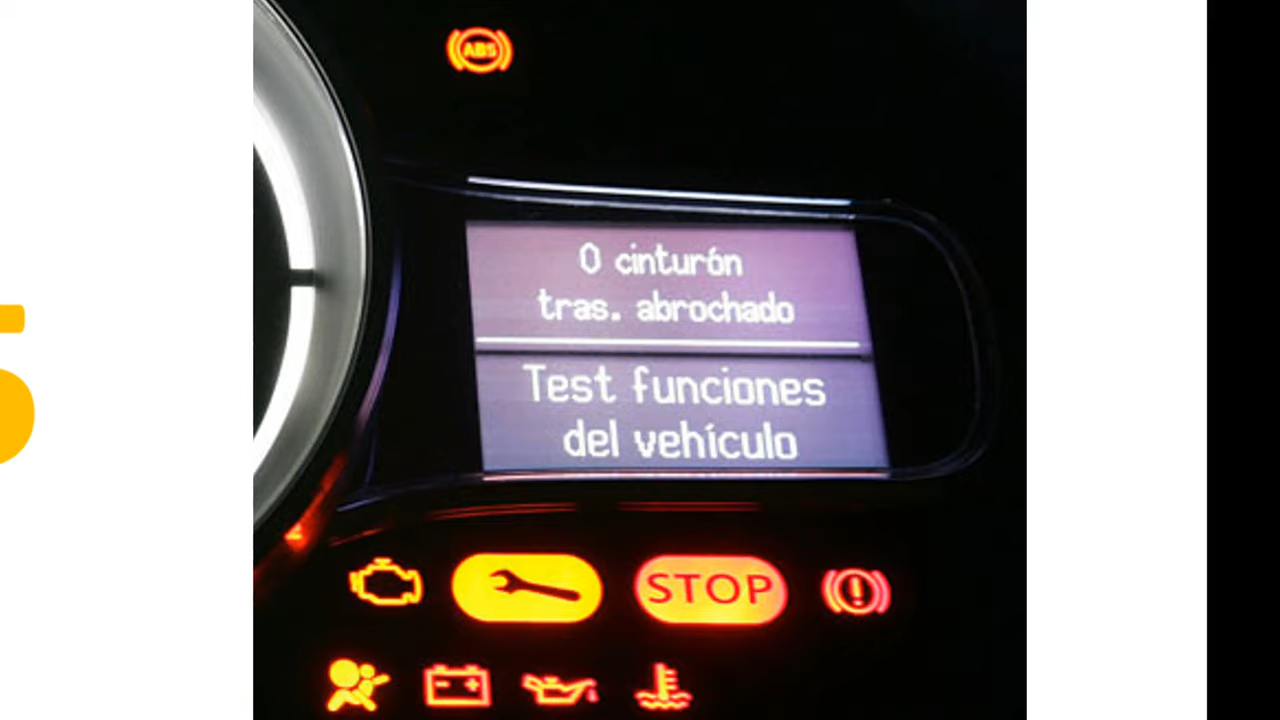 ABS
0 cinturón
tras. abrochado
Test funciones
del vehículo
STOP